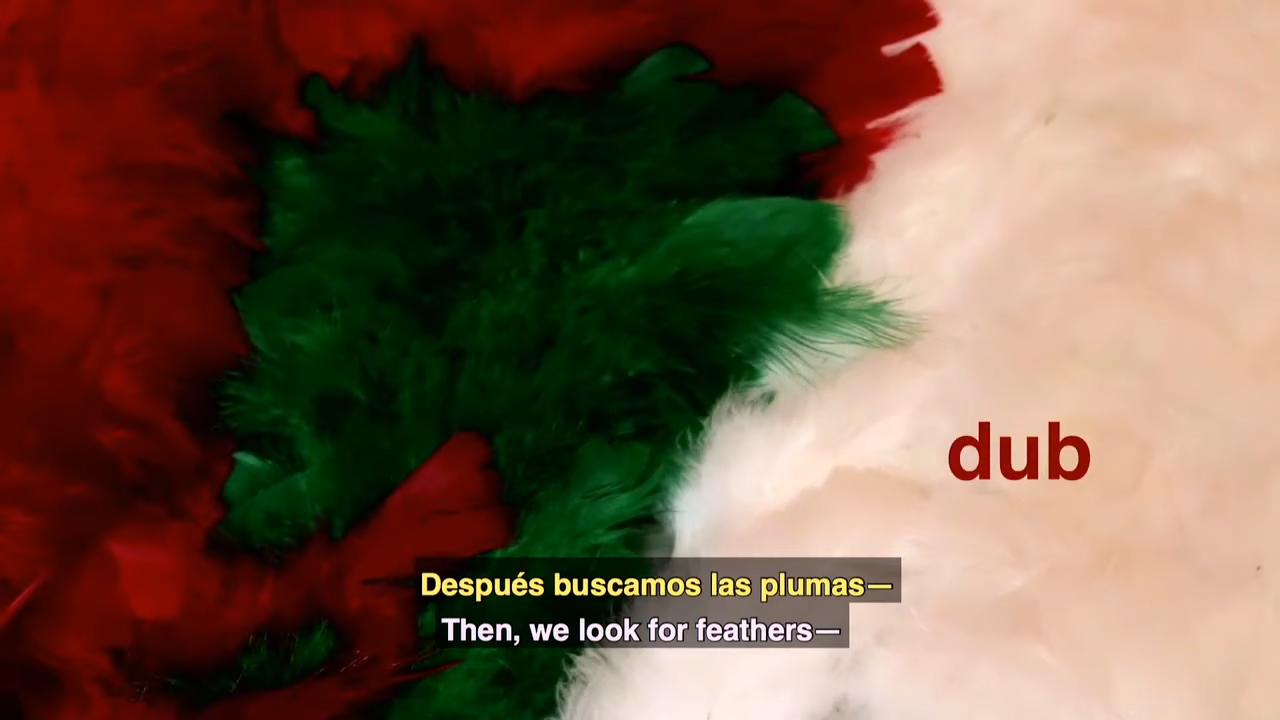 dub
Después buscamos las plumas—
Then, we look for feathers—